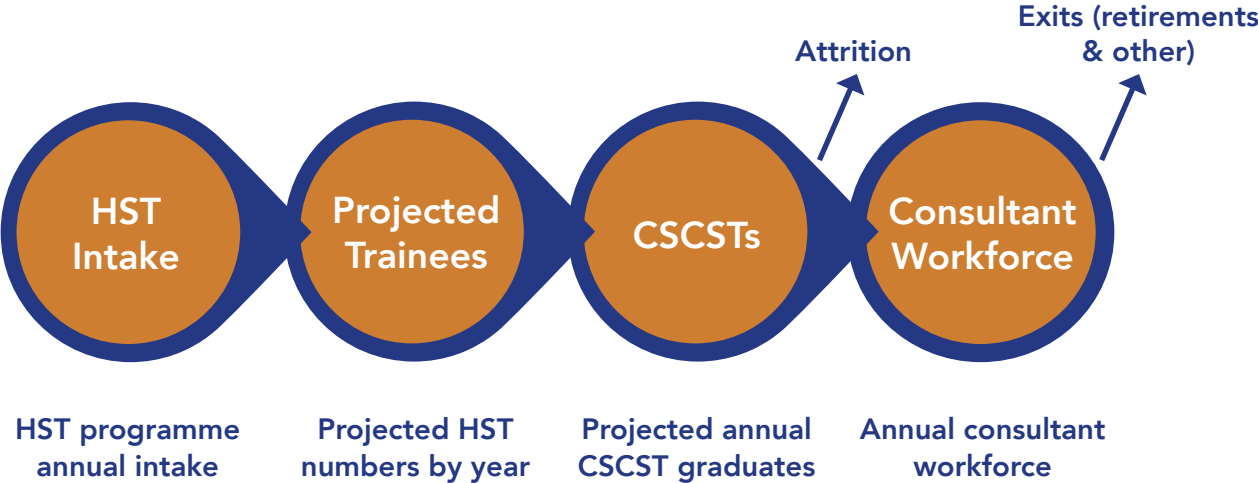 Exits (retirements
& other)
Attrition
HST
Intake
Projected
Trainees
CSCSTs
Consultant
Workforce
HST programme
annual intake
Projected HST
numbers by year
Projected annual
CSCST graduates
Annual consultant
workforce